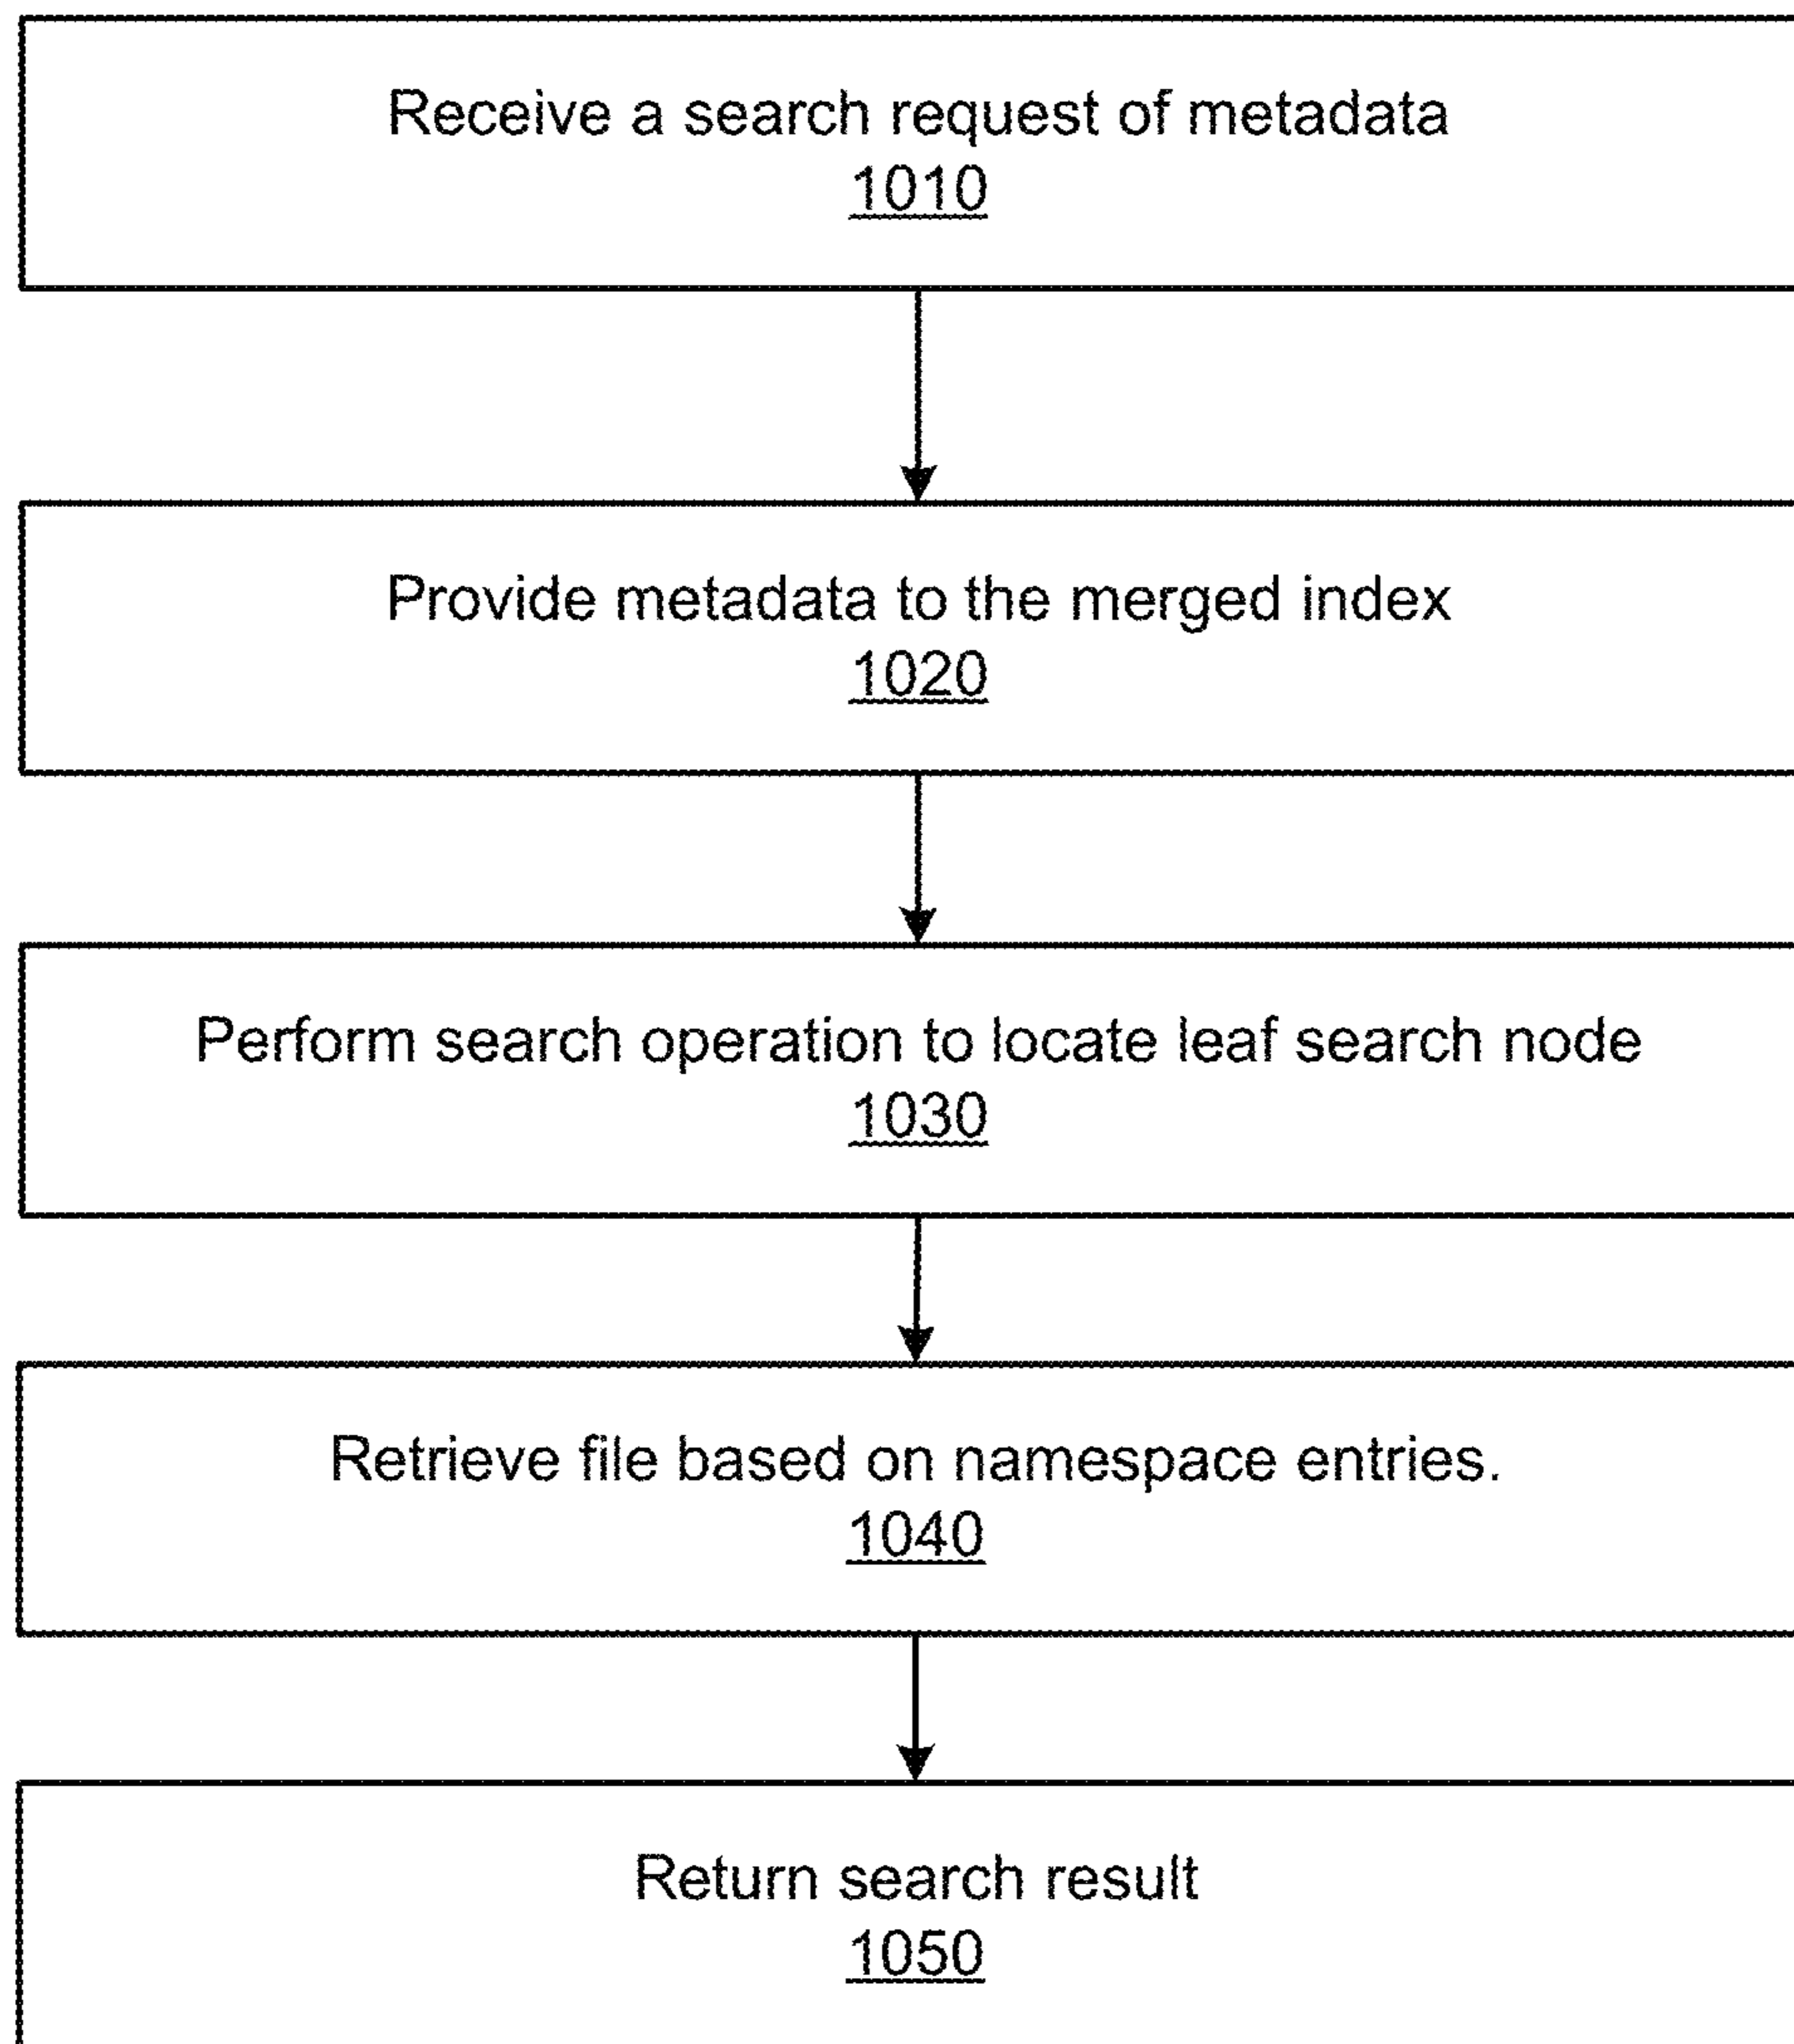 Receive a search request of metadata
1010
Provide metadata to the merged index
1020
Perform search operation to locate leaf search node
1030
Retrieve file based on namespace entries.
1040
Return search result
1050